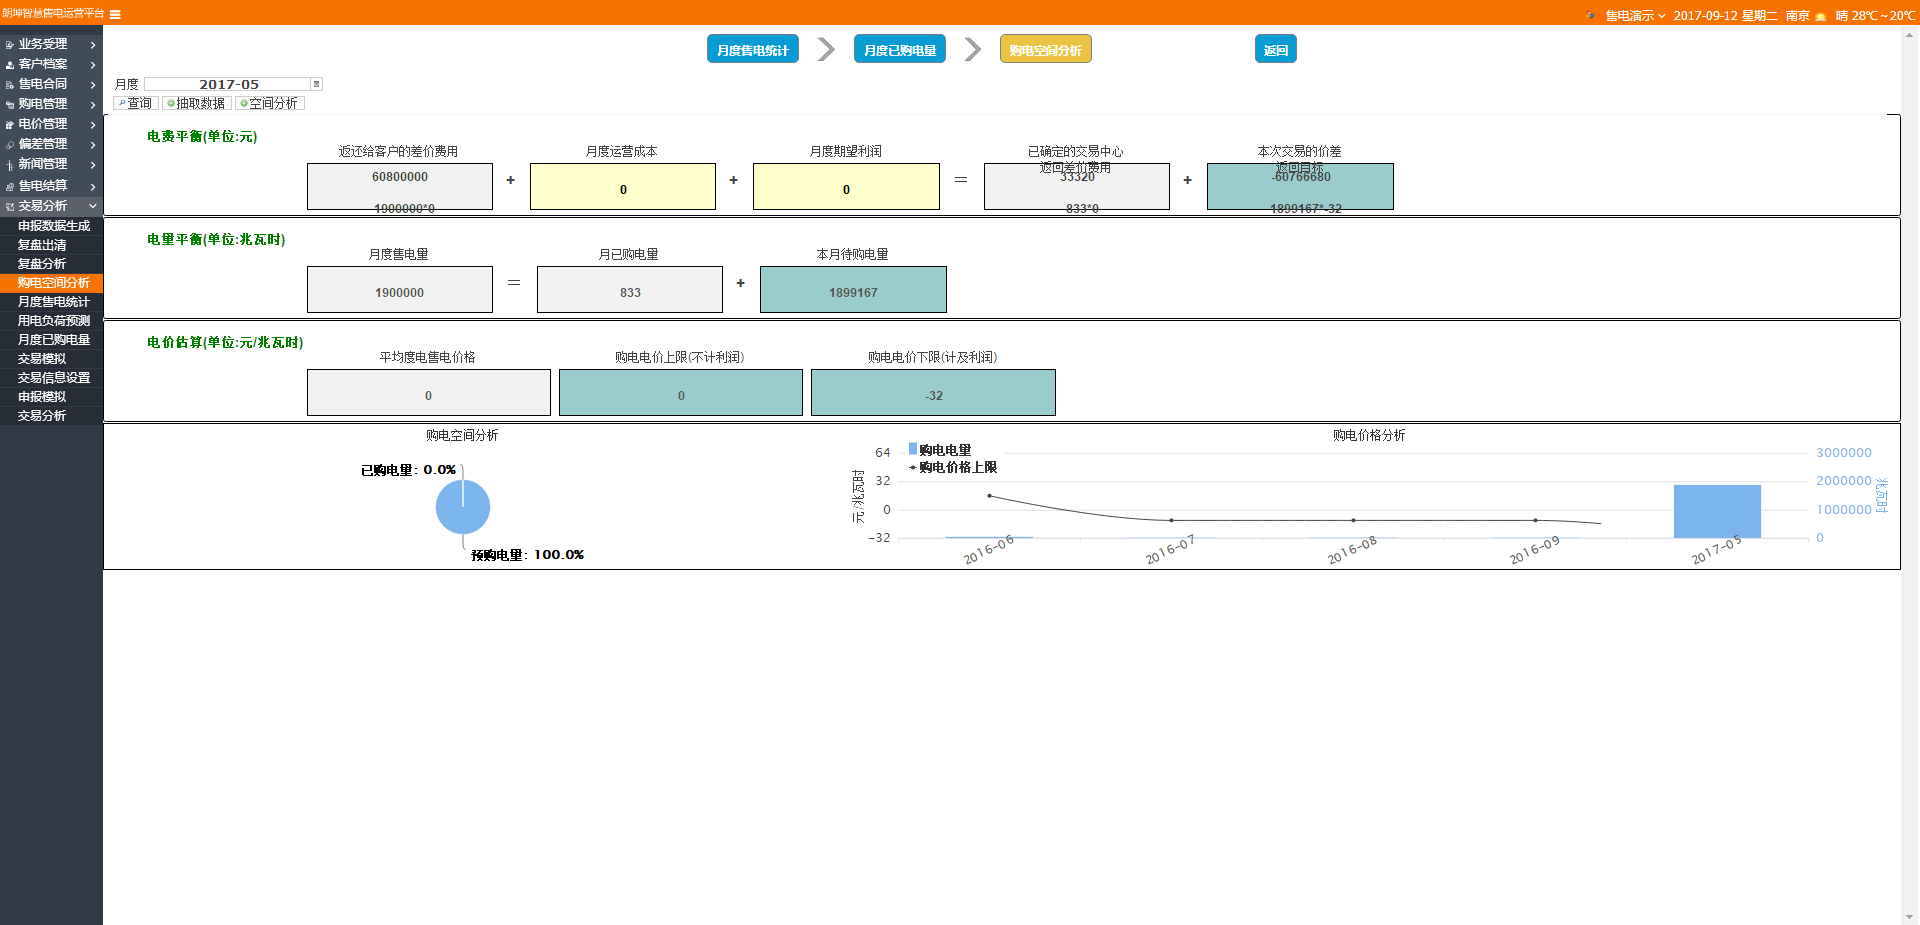 朗坤智慧售电运营平台
售电演示 2017-09-12 星期二 南京 晴 28℃~20℃
业务受理
客户档案
售电合同
购电管理
电价管理
偏差管理
新闻管理
售电结算
交易分析
申报数据生成
复盘出清
复盘分析
购电空间分析
月度售电统计
用电负荷预测
月度已购电量
交易模拟
交易信息设置
申报模拟
交易分析
月度售电统计 月度已购电量 购电空间分析 返回
月度 2017-05
查询 抽取数据 空间分析
电费平衡(单位:元)
返还给客户的差价费用 月度运营成本 月度期望利润 已确定的交易中心 本次交易的价差
返回差价费用 返回目标
60800000 + 0 + 0 = 33320 + -60766680
1900000*0 833*0 1899167*-32
电量平衡(单位:兆瓦时)
月度售电量 月已购电量 本月待购电量
1900000 = 833 + 1899167
电价估算(单位:元/兆瓦时)
平均度电售电价格 购电电价上限(不计利润) 购电电价下限(计及利润)
0 0 -32
购电空间分析
已购电量: 0.0%
预购电量: 100.0%
购电价格分析
购电电量
购电价格上限
元/兆瓦时
64
32
0
-32
3000000
2000000
1000000
0
兆瓦时
2016-06 2016-07 2016-08 2016-09 2017-05